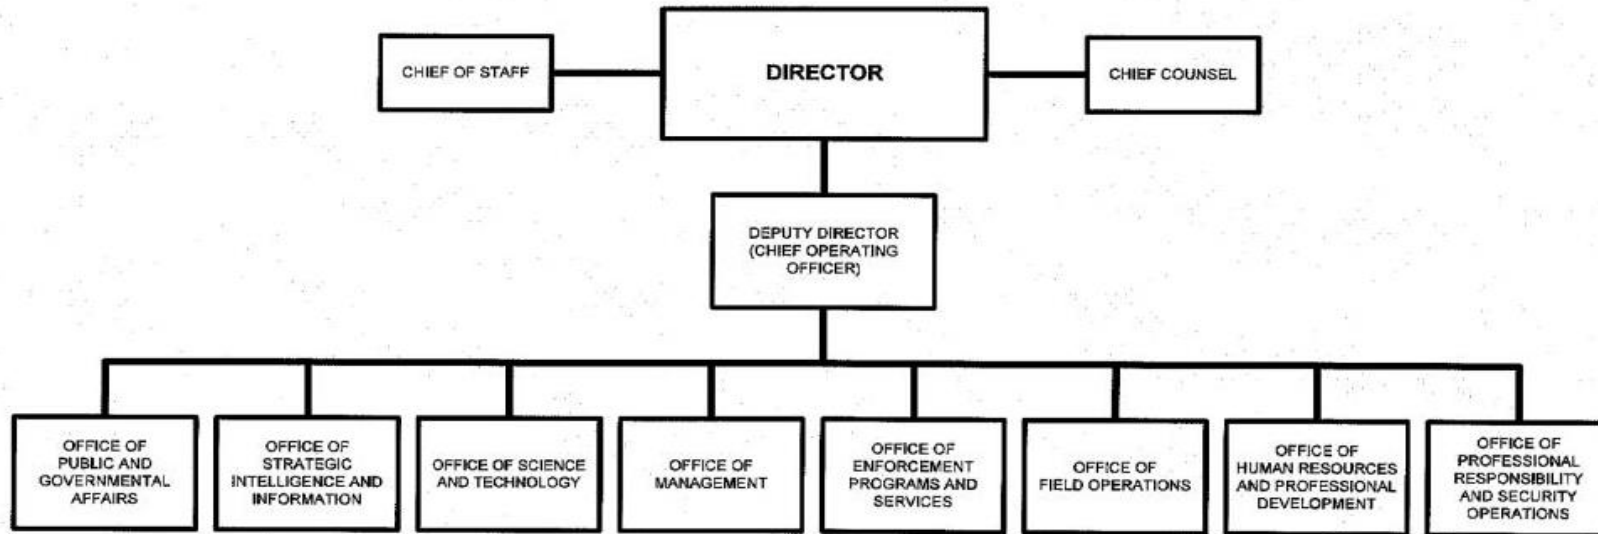 CHIEF OF STAFF
DIRECTOR
CHIEF COUNSEL
DEPUTY DIRECTOR
(CHIEF OPERATING
OFFICER)
OFFICE OF
PUBLIC AND
GOVERNMENTAL
AFFAIRS
OFFICE OF
STRATEGIC
INTELLIGENCE AND
INFORMATION
OFFICE OF SCIENCE
AND TECHNOLOGY
OFFICE OF
MANAGEMENT
OFFICE OF
ENFORCEMENT
PROGRAMS AND
SERVICES
OFFICE OF
FIELD OPERATIONS
OFFICE OF
HUMAN RESOURCES
AND PROFESSIONAL
DEVELOPMENT
OFFICE OF
PROFESSIONAL
RESPONSIBILITY
AND SECURITY
OPERATIONS